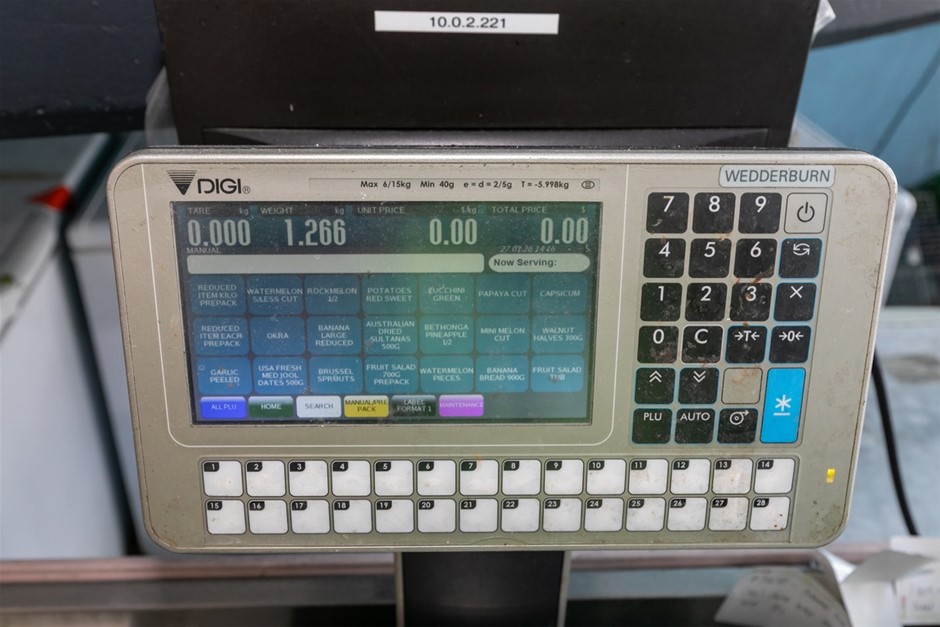 10.0.2.221
DIGI®
Max 6/15kg Min 40g e = d = 2/5g T = -5.998kg
WEDDERBURN
TARE kg WEIGHT kg UNIT PRICE $/kg TOTAL PRICE $
0.000 1.266 0.00 0.00
MANUAL
Now Serving:
REDUCED ITEM KILO PREPACK
WATERMELON S/LESS CUT
ROCKMELON 1/2
POTATOES RED SWEET
ZUCCHINI GREEN
PAPAYA CUT
CAPSICUM
REDUCED ITEM EACH PREPACK
OKRA
BANANA LARGE REDUCED
AUSTRALIAN DRIED SULTANAS 500G
BETHONGA PINEAPPLE 1/2
MINI MELON CUT
WALNUT HALVES 300G
GARLIC PEELED
USA FRESH MEDJOOL DATES 500G
BRUSSEL SPROUTS
FRUIT SALAD 700G PREPACK
WATERMELON PIECES
BANANA BREAD 900G
FRUIT SALAD TUB
ALL PLU
HOME
SEARCH
MANUAL/PRE PACK
LABEL FORMAT 1
MAINTENANCE
7 8 9
4 5 6
1 2 3 ×
0 C →T← →0←
PLU AUTO
*
1 2 3 4 5 6 7 8 9 10 11 12 13 14
15 16 17 18 19 20 21 22 23 24 25 26 27 28